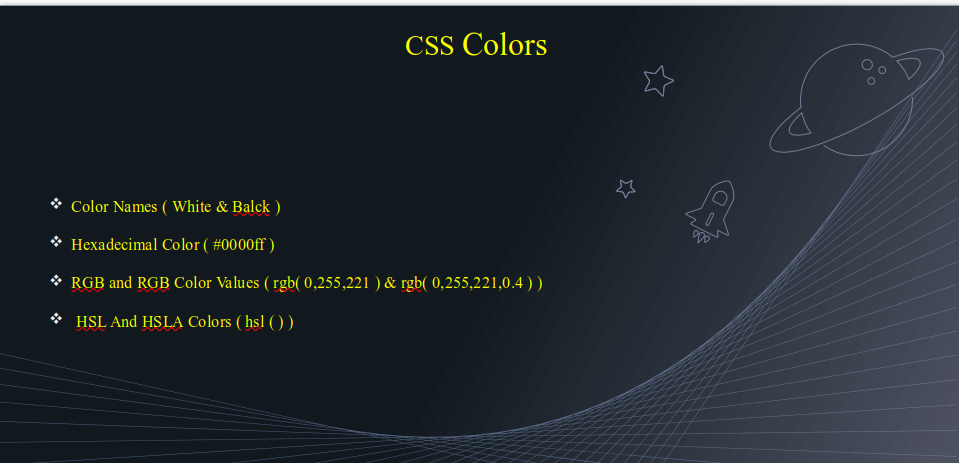 CSS Colors
❖ Color Names ( White & Balck )
❖ Hexadecimal Color ( #0000ff )
❖ RGB and RGB Color Values ( rgb( 0,255,221 ) & rgb( 0,255,221,0.4 ) )
❖ HSL And HSLA Colors ( hsl ( ) )